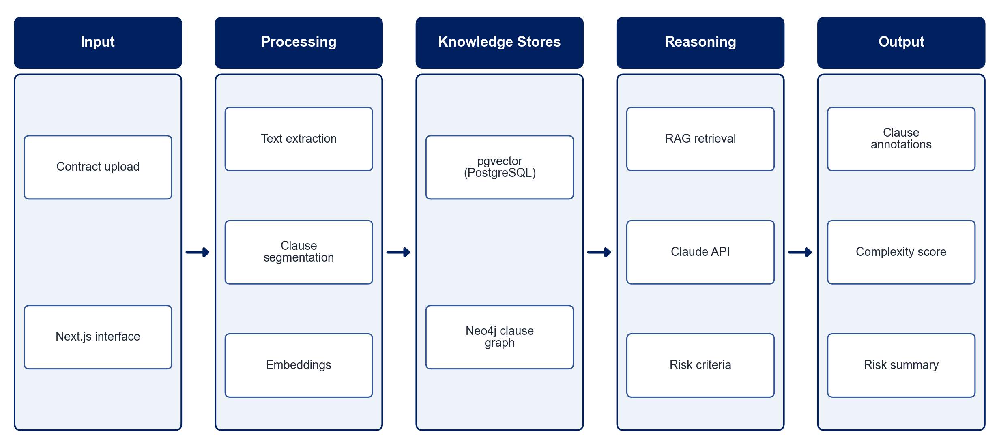 Input
Contract upload
Next.js interface
Processing
Text extraction
Clause
segmentation
Embeddings
Knowledge Stores
pgvector
(PostgreSQL)
Neo4j clause
graph
Reasoning
RAG retrieval
Claude API
Risk criteria
Output
Clause
annotations
Complexity score
Risk summary